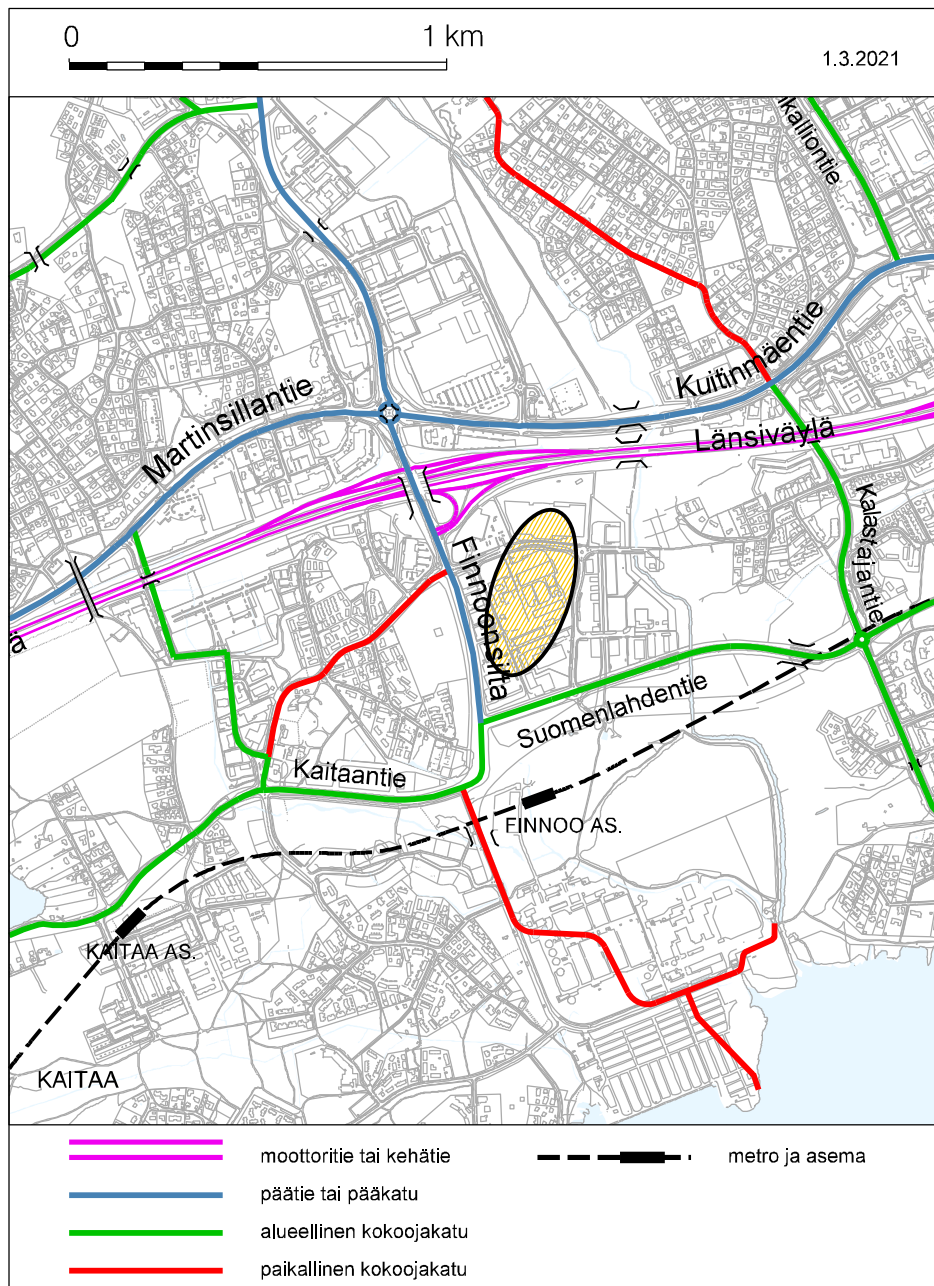 0 1 km
1.3.2021
kalliontie
Kuitinmäentie
Martinsillantie
Länsiväylä
Kalastajantie
Finnoonsilta
Suomenlahdentie
Kaitaantie
FINNOO AS.
KAITAA AS.
KAITAA
moottoritie tai kehätie
metro ja asema
päätie tai pääkatu
alueellinen kokoojakatu
paikallinen kokoojakatu